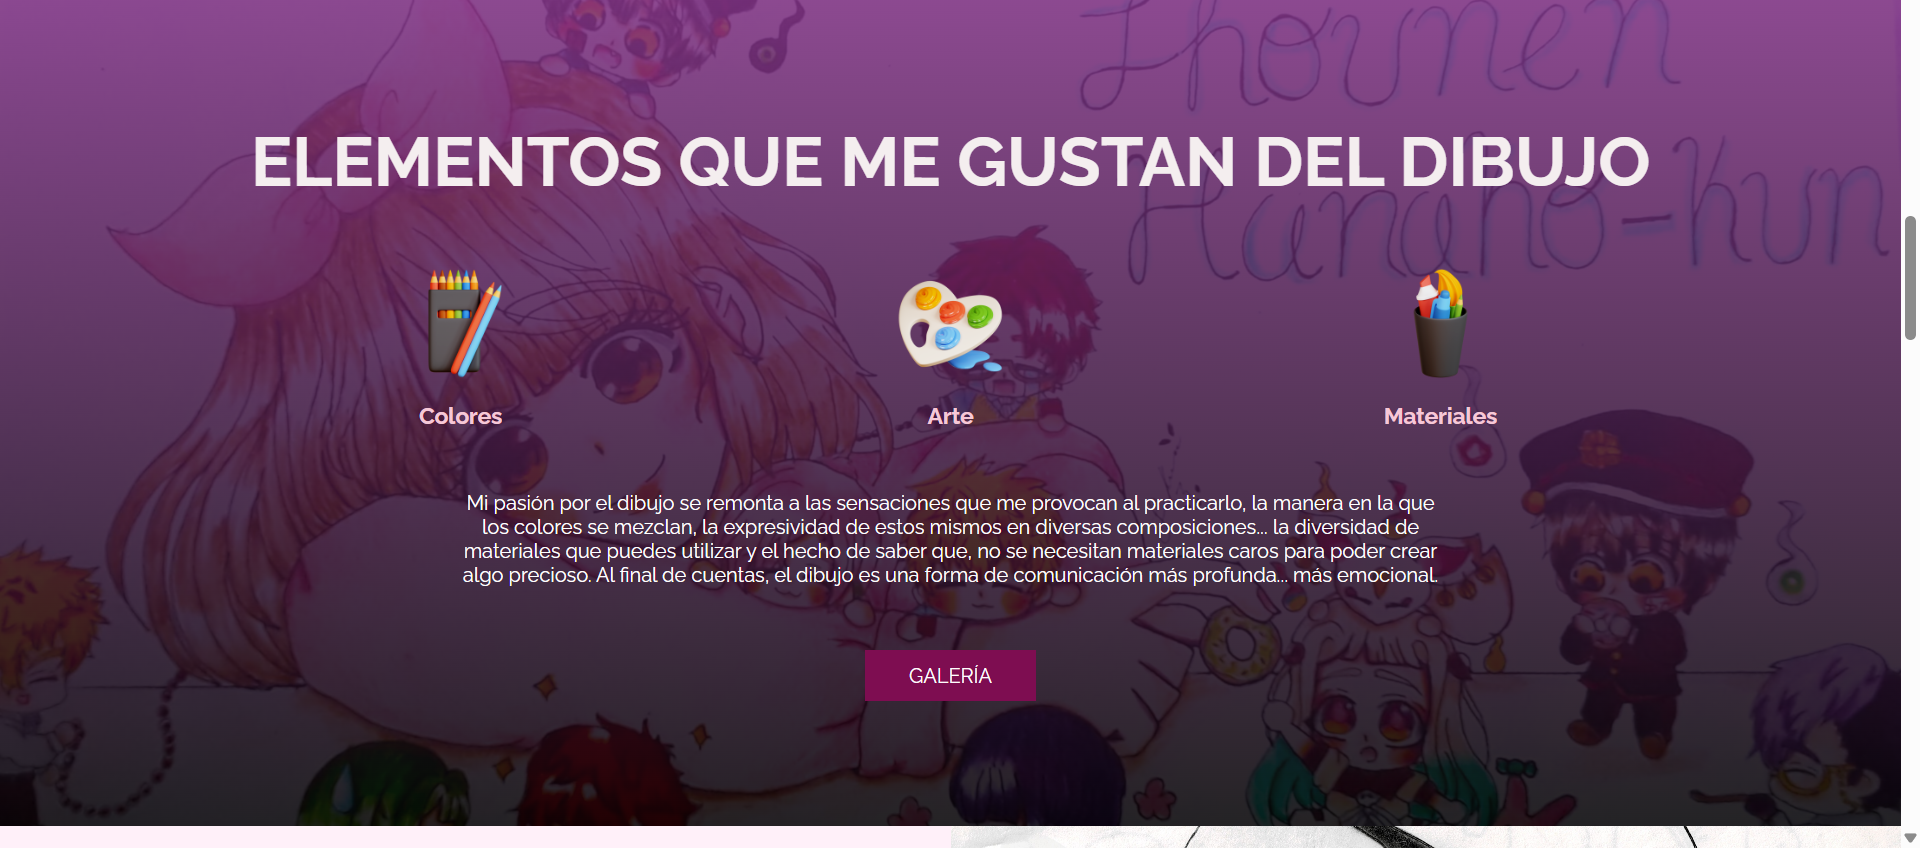 Jhounen
Hanako-kun
ELEMENTOS QUE ME GUSTAN DEL DIBUJO
Colores
Arte
Materiales
Mi pasión por el dibujo se remonta a las sensaciones que me provocan al practicarlo, la manera en la que
los colores se mezclan, la expresividad de estos mismos en diversas composiciones... la diversidad de
materiales que puedes utilizar y el hecho de saber que, no se necesitan materiales caros para poder crear
algo precioso. Al final de cuentas, el dibujo es una forma de comunicación más profunda... más emocional.
GALERÍA